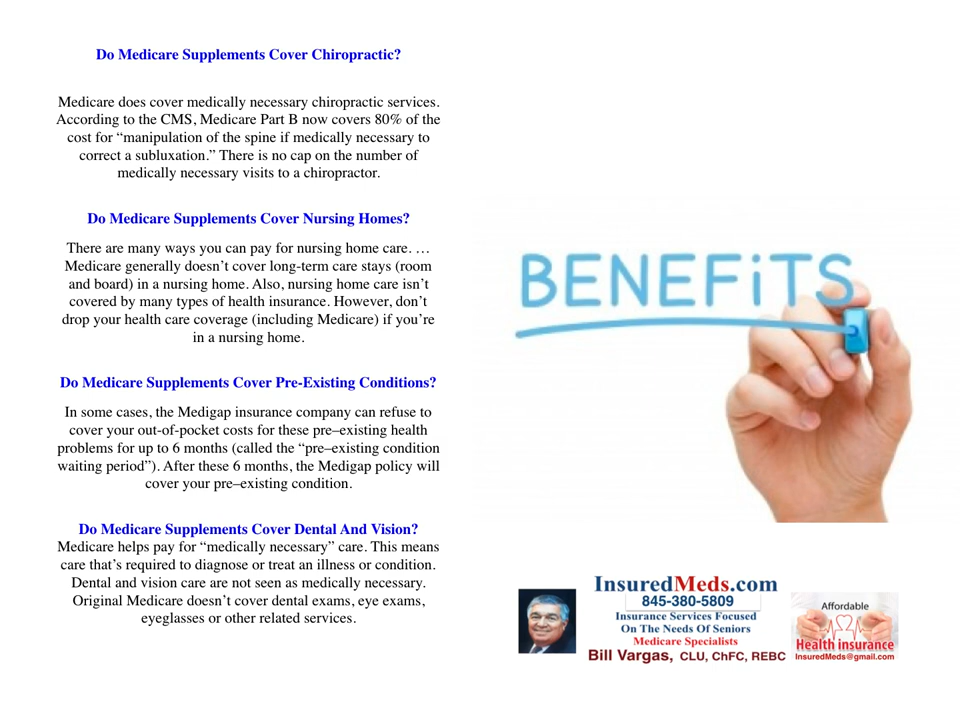 Do Medicare Supplements Cover Chiropractic?
Medicare does cover medically necessary chiropractic services.
According to the CMS, Medicare Part B now covers 80% of the
cost for “manipulation of the spine if medically necessary to
correct a subluxation.” There is no cap on the number of
medically necessary visits to a chiropractor.
Do Medicare Supplements Cover Nursing Homes?
There are many ways you can pay for nursing home care. …
Medicare generally doesn’t cover long-term care stays (room
and board) in a nursing home. Also, nursing home care isn’t
covered by many types of health insurance. However, don’t
drop your health care coverage (including Medicare) if you’re
in a nursing home.
Do Medicare Supplements Cover Pre-Existing Conditions?
In some cases, the Medigap insurance company can refuse to
cover your out-of-pocket costs for these pre–existing health
problems for up to 6 months (called the “pre–existing condition
waiting period”). After these 6 months, the Medigap policy will
cover your pre–existing condition.
Do Medicare Supplements Cover Dental And Vision?
Medicare helps pay for “medically necessary” care. This means
care that’s required to diagnose or treat an illness or condition.
Dental and vision care are not seen as medically necessary.
Original Medicare doesn’t cover dental exams, eye exams,
eyeglasses or other related services.
BENEFiTS
InsuredMeds.com
845-380-5809
Insurance Services Focused
On The Needs Of Seniors
Medicare Specialists
Bill Vargas, CLU, ChFC, REBC
Affordable
Health insurance
InsuredMeds@gmail.com